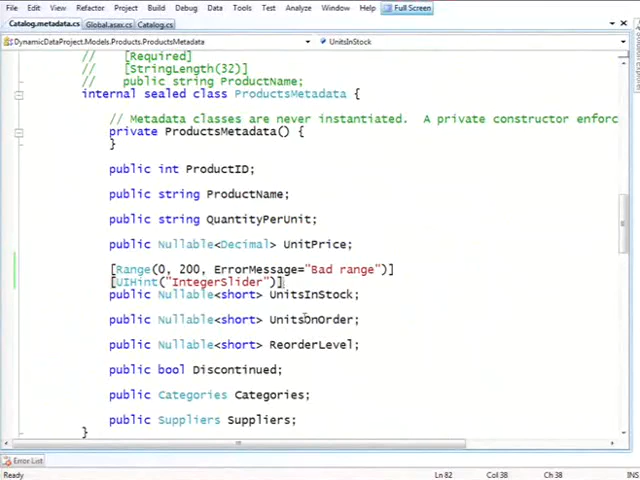 File Edit View Refactor Project Build Debug Data Tools Test Analyze Window Help Full Screen
Catalog.metadata.cs Global.asax.cs Catalog.cs
DynamicDataProject.Models.Products.ProductsMetadata UnitsInStock
// [Required]
// [StringLength(32)]
// public string ProductName;
internal sealed class ProductsMetadata {
// Metadata classes are never instantiated. A private constructor enforc
private ProductsMetadata() {
}
public int ProductID;
public string ProductName;
public string QuantityPerUnit;
public Nullable<Decimal> UnitPrice;
[Range(0, 200, ErrorMessage="Bad range")]
[UIHint("IntegerSlider")]
public Nullable<short> UnitsInStock;
public Nullable<short> UnitsOnOrder;
public Nullable<short> ReorderLevel;
public bool Discontinued;
public Categories Categories;
public Suppliers Suppliers;
}
Error List
Ready Ln 82 Col 38 Ch 38 INS